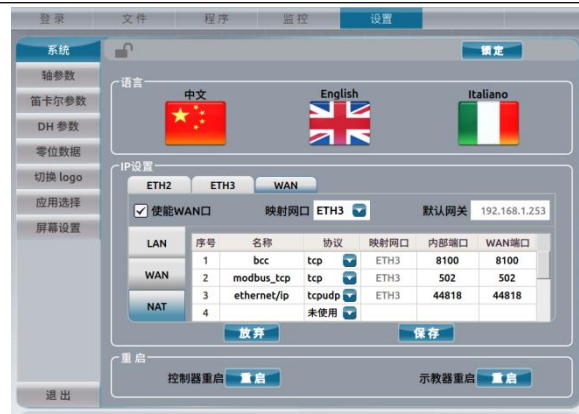 登录 文件 程序 监控 设置
系统
轴参数
笛卡尔参数
DH 参数
零位数据
切换 logo
应用选择
屏幕设置
退出
锁定
语言
中文 English Italiano
IP设置
ETH2 ETH3 WAN
使能WAN口 映射网口 ETH3 默认网关 192.168.1.253
LAN
WAN
NAT
序号 名称 协议 映射网口 内部端口 WAN端口
1 bcc tcp ETH3 8100 8100
2 modbus_tcp tcp ETH3 502 502
3 ethernet/ip tcpudp ETH3 44818 44818
4 未使用
放弃 保存
重启
控制器重启 重启 示教器重启 重启